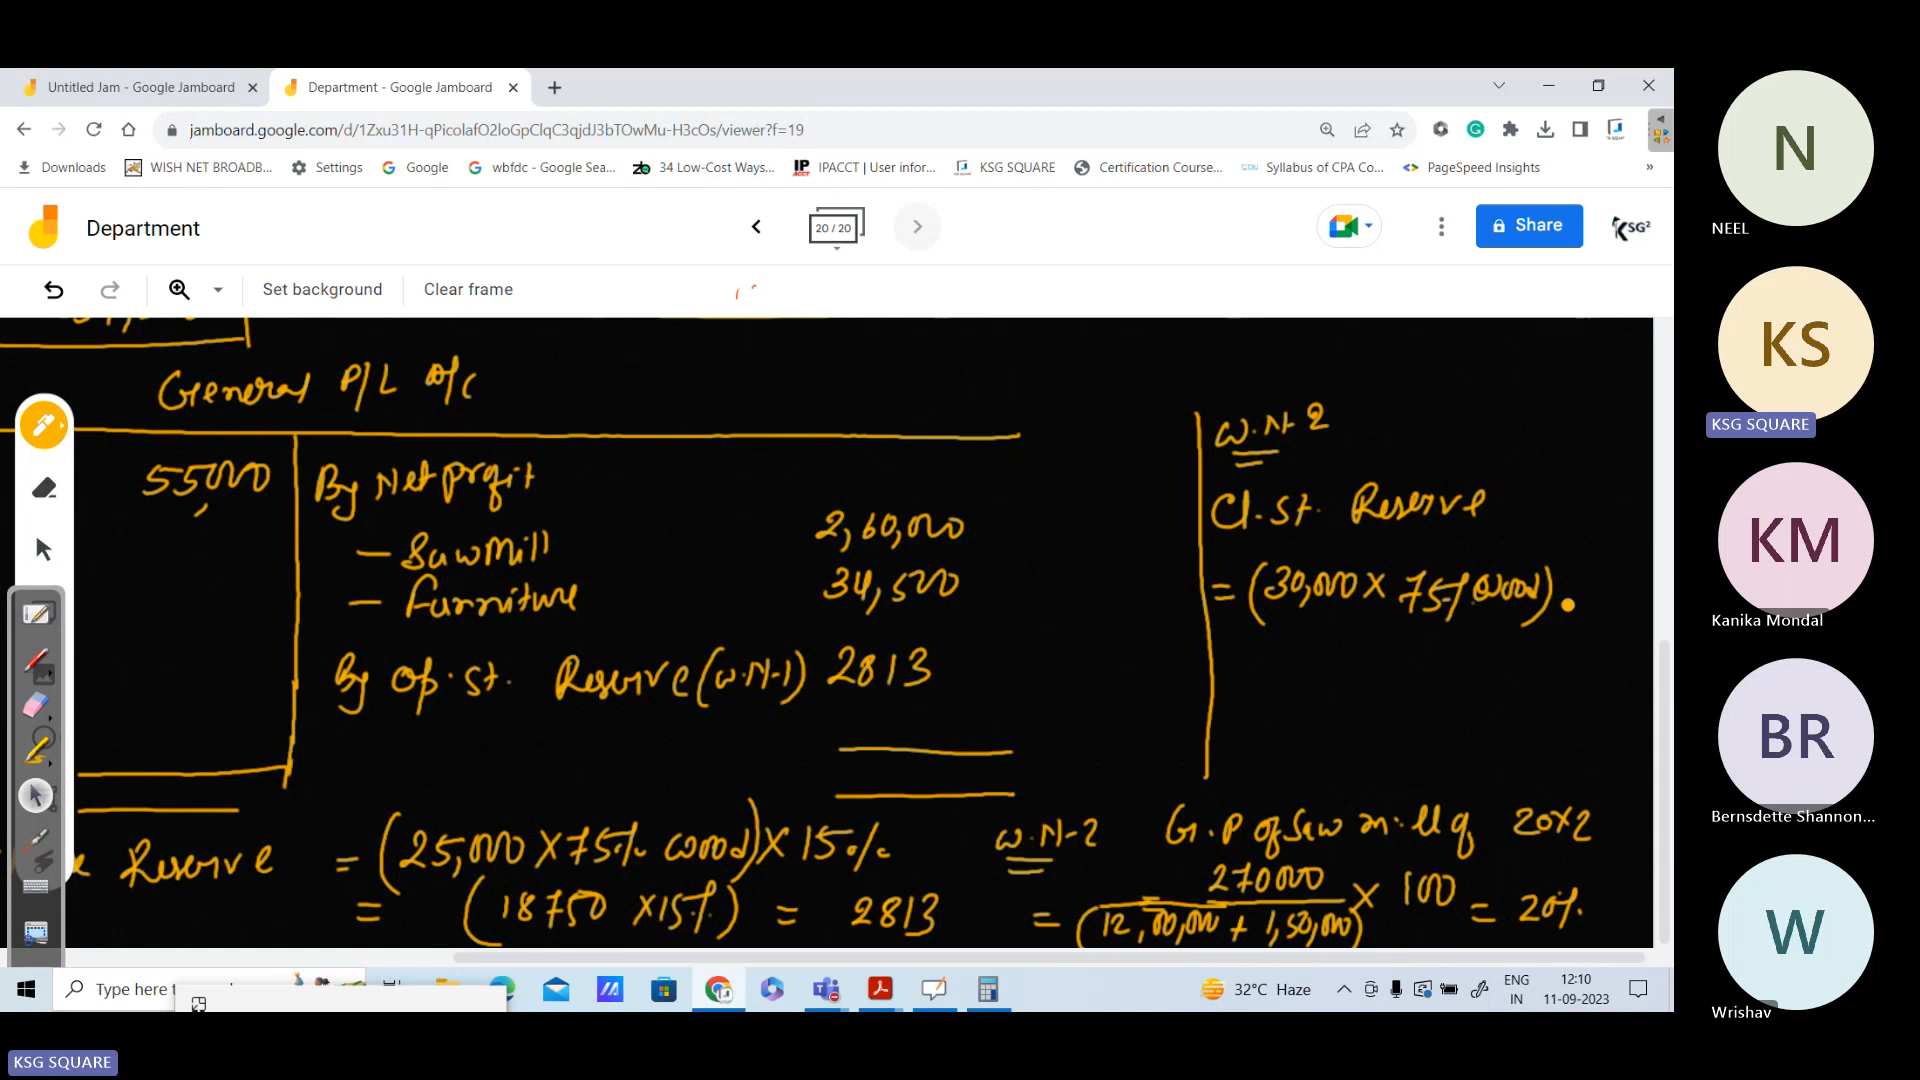 Untitled Jam - Google Jamboard
Department - Google Jamboard
jamboard.google.com/d/1Zxu31H-qPicolafO2loGpClqC3qjdJ3bTOwMu-H3cOs/viewer?f=19
Downloads
WISH NET BROADB...
Settings
Google
wbfdc - Google Sea...
34 Low-Cost Ways...
IPACCT | User infor...
KSG SQUARE
Certification Course...
Syllabus of CPA Co...
PageSpeed Insights
»
Department
20 / 20
Share
KSG²
Set background
Clear frame
General P/L A/c
55,000
By Net profit
— Sawmill 2,60,000
— Furniture 34,500
By Op. St. Reserve (W.N-1) 2813
W.N-2
Cl. St. Reserve
= (30,000 × 75% wood).
Reserve = (25,000 × 75% wood) × 15%
= (18750 × 15%) = 2813
W.N-2 G.P of Saw mill of 20X2
= 270000
= (12,00,000 + 1,50,000) × 100 = 20%
Type here t
32°C Haze
ENG
IN
12:10
11-09-2023
N
NEEL
KS
KSG SQUARE
KM
Kanika Mondal
BR
Bernsdette Shannon...
W
Wrishav
KSG SQUARE